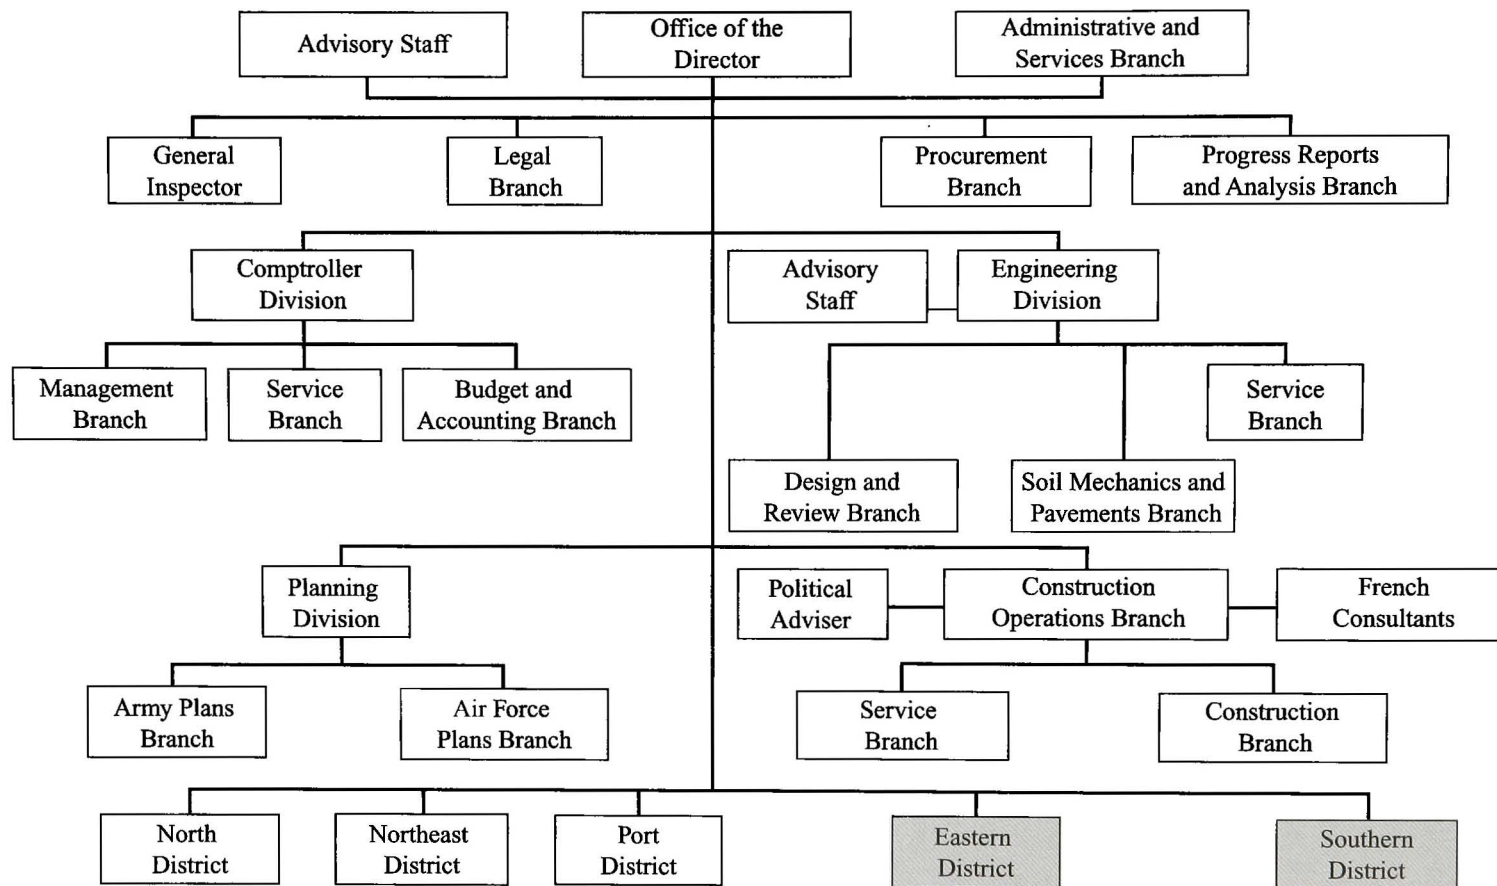 Advisory Staff
Office of the
Director
Administrative and
Services Branch
General
Inspector
Legal
Branch
Procurement
Branch
Progress Reports
and Analysis Branch
Comptroller
Division
Advisory
Staff
Engineering
Division
Management
Branch
Service
Branch
Budget and
Accounting Branch
Service
Branch
Design and
Review Branch
Soil Mechanics and
Pavements Branch
Planning
Division
Political
Adviser
Construction
Operations Branch
French
Consultants
Army Plans
Branch
Air Force
Plans Branch
Service
Branch
Construction
Branch
North
District
Northeast
District
Port
District
Eastern
District
Southern
District